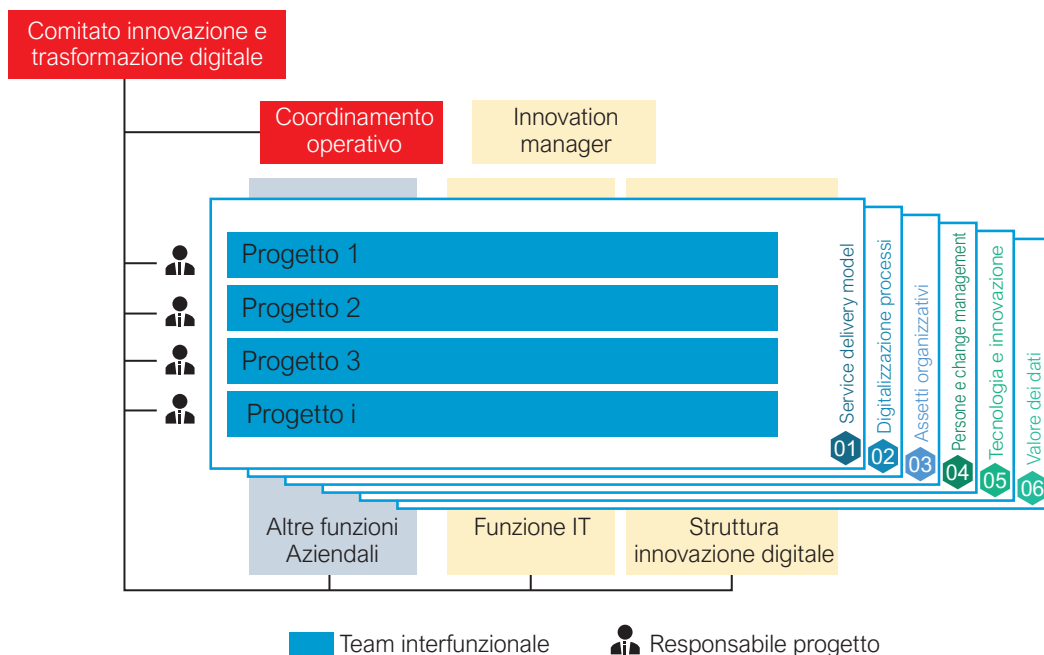 Comitato innovazione e
trasformazione digitale
Coordinamento
operativo
Innovation
manager
Progetto 1
Progetto 2
Progetto 3
Progetto i
01 Service delivery model
02 Digitalizzazione processi
03 Assetti organizzativi
04 Persone e change management
05 Tecnologia e innovazione
06 Valore dei dati
Altre funzioni
Aziendali
Funzione IT
Struttura
innovazione digitale
Team interfunzionale
Responsabile progetto